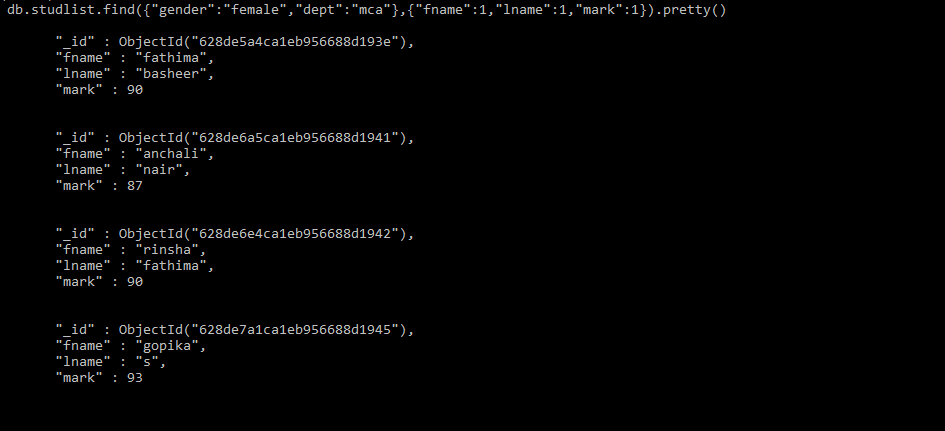 db.studlist.find({"gender":"female","dept":"mca"},{"fname":1,"lname":1,"mark":1}).pretty()
"_id" : ObjectId("628de5a4ca1eb956688d193e"),
"fname" : "fathima",
"lname" : "basheer",
"mark" : 90
"_id" : ObjectId("628de6a5ca1eb956688d1941"),
"fname" : "anchali",
"lname" : "nair",
"mark" : 87
"_id" : ObjectId("628de6e4ca1eb956688d1942"),
"fname" : "rinsha",
"lname" : "fathima",
"mark" : 90
"_id" : ObjectId("628de7a1ca1eb956688d1945"),
"fname" : "gopika",
"lname" : "s",
"mark" : 93